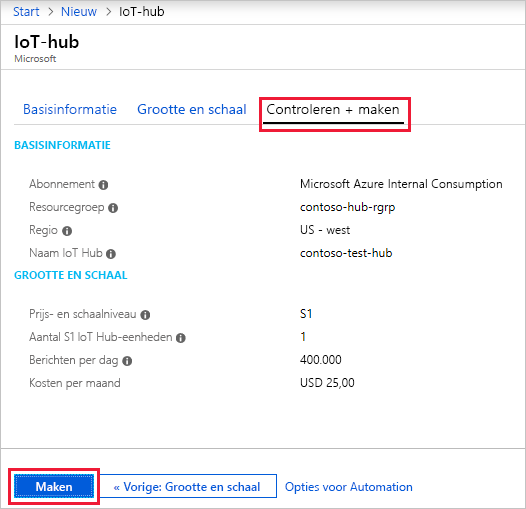 Start > Nieuw > IoT-hub
IoT-hub
Microsoft
Basisinformatie Grootte en schaal Controleren + maken
BASISINFORMATIE
Abonnement Microsoft Azure Internal Consumption
Resourcegroep contoso-hub-rgrp
Regio US - west
Naam IoT Hub contoso-test-hub
GROOTTE EN SCHAAL
Prijs- en schaalniveau S1
Aantal S1 IoT Hub-eenheden 1
Berichten per dag 400.000
Kosten per maand USD 25,00
Maken « Vorige: Grootte en schaal Opties voor Automation